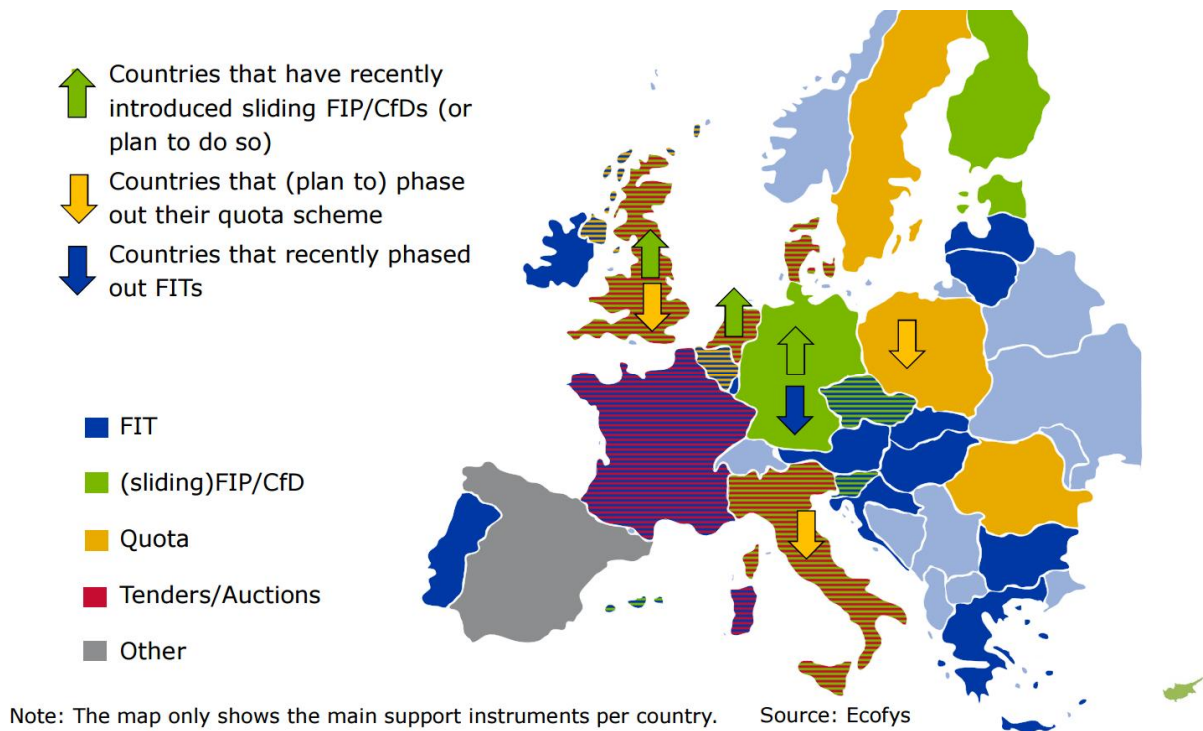 Countries that have recently
introduced sliding FIP/CfDs (or
plan to do so)
Countries that (plan to) phase
out their quota scheme
Countries that recently phased
out FITs
FIT
(sliding)FIP/CfD
Quota
Tenders/Auctions
Other
Note: The map only shows the main support instruments per country. Source: Ecofys